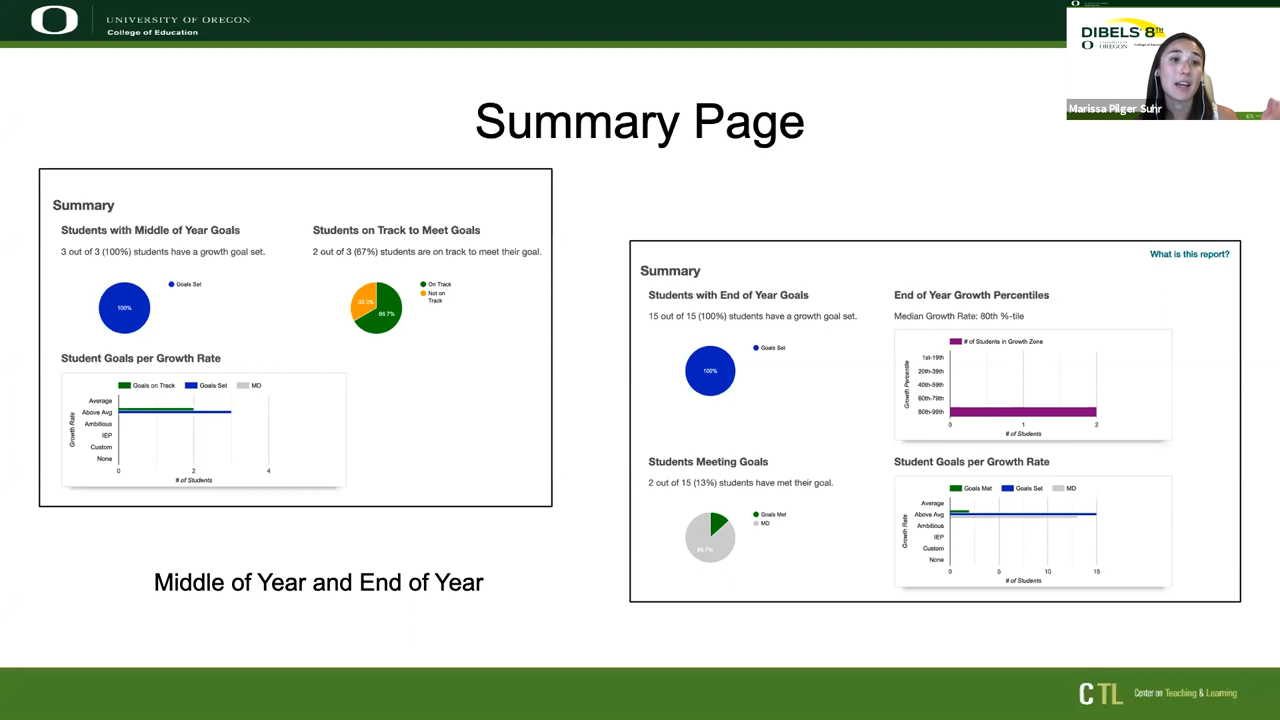 UNIVERSITY OF OREGON
College of Education
DIBELS 8TH
OREGON
Marissa Pilger Suhr
Summary Page
Summary
Students with Middle of Year Goals
3 out of 3 (100%) students have a growth goal set.
100%
Goals Set
Students on Track to Meet Goals
2 out of 3 (67%) students are on track to meet their goal.
33.3%
66.7%
On Track
Not on
Track
Student Goals per Growth Rate
Goals on Track
Goals Set
MD
Growth Rate
Average
Above Avg
Ambitious
IEP
Custom
None
0
2
4
# of Students
Middle of Year and End of Year
What is this report?
Summary
Students with End of Year Goals
15 out of 15 (100%) students have a growth goal set.
100%
Goals Set
End of Year Growth Percentiles
Median Growth Rate: 80th %-tile
# of Students in Growth Zone
Growth Percentile
1st-19th
20th-39th
40th-59th
60th-79th
80th-99th
0
1
2
# of Students
Students Meeting Goals
2 out of 15 (13%) students have met their goal.
Goals Met
MD
Student Goals per Growth Rate
Goals Met
Goals Set
MD
Growth Rate
Average
Above Avg
Ambitious
IEP
Custom
None
0
5
10
15
# of Students
CTL
Center on Teaching & Learning